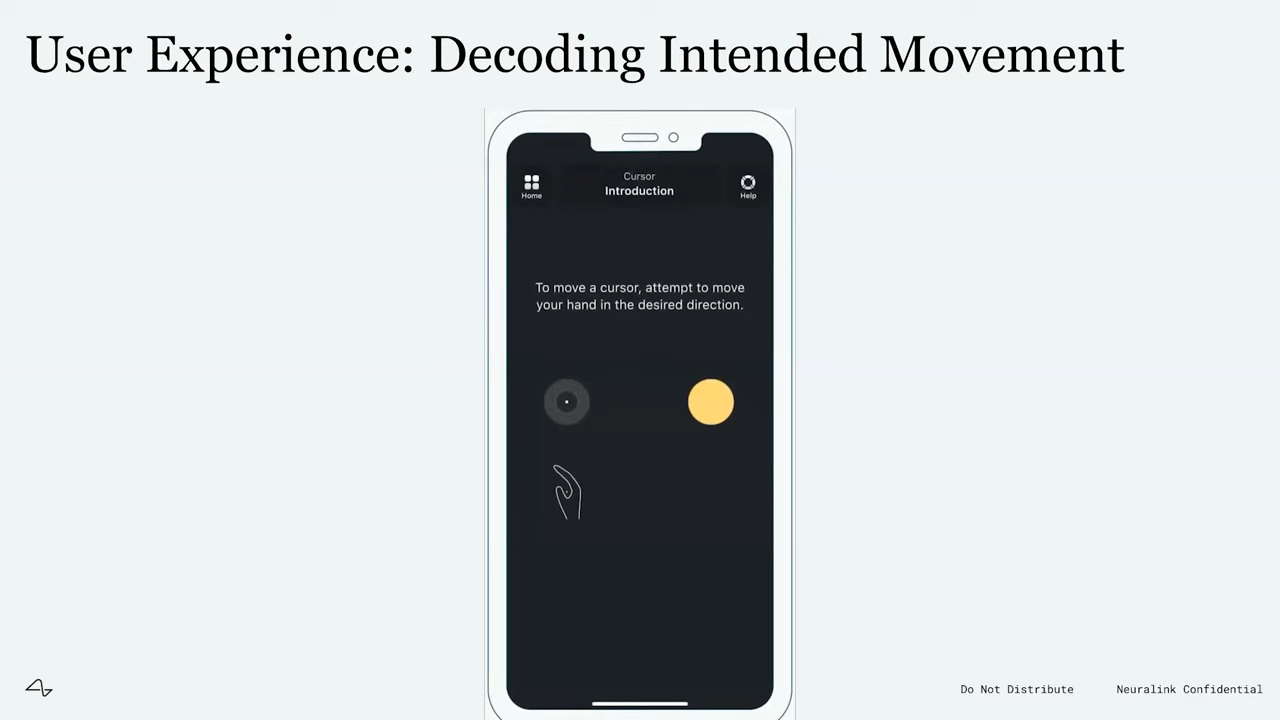 User Experience: Decoding Intended Movement
Cursor
Introduction
Home
Help
To move a cursor, attempt to move
your hand in the desired direction.
Do Not Distribute
Neuralink Confidential